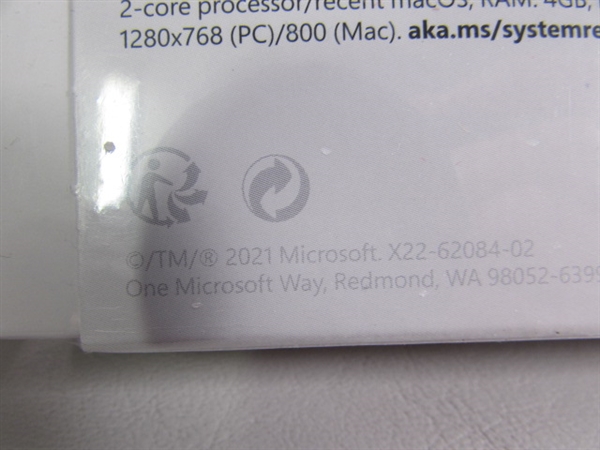 2-core processor/recent macOS, RAM: 4GB,
1280x768 (PC)/800 (Mac). aka.ms/systemre
©/TM/® 2021 Microsoft. X22-62084-02
One Microsoft Way, Redmond, WA 98052-6399